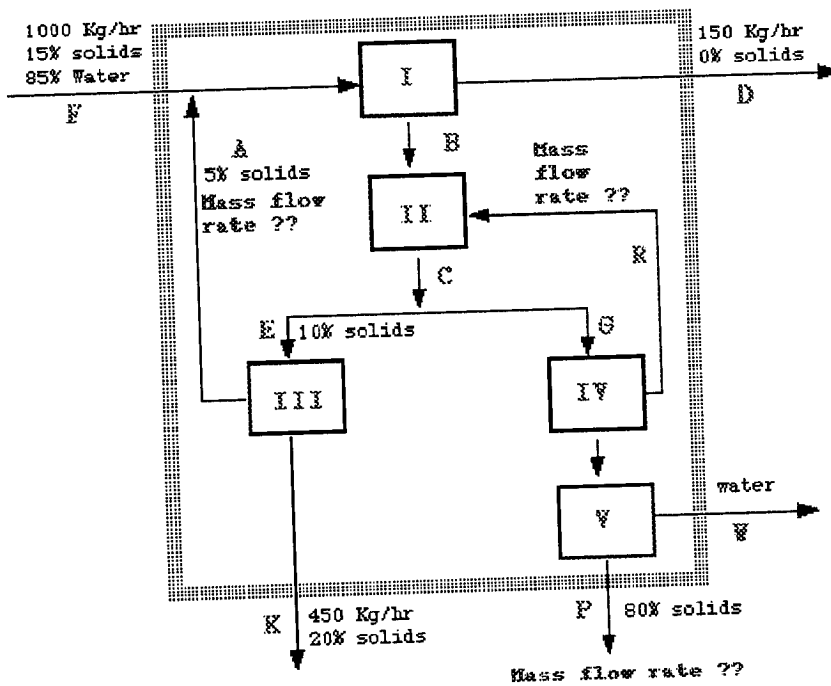 1000 Kg/hr
15% solids
85% Water
F
I
150 Kg/hr
0% solids
D
A
5% solids
Mass flow
rate ??
B
Mass
flow
rate ??
II
R
C
E
10% solids
G
III
IV
V
water
W
K
450 Kg/hr
20% solids
P
80% solids
Mass flow rate ??